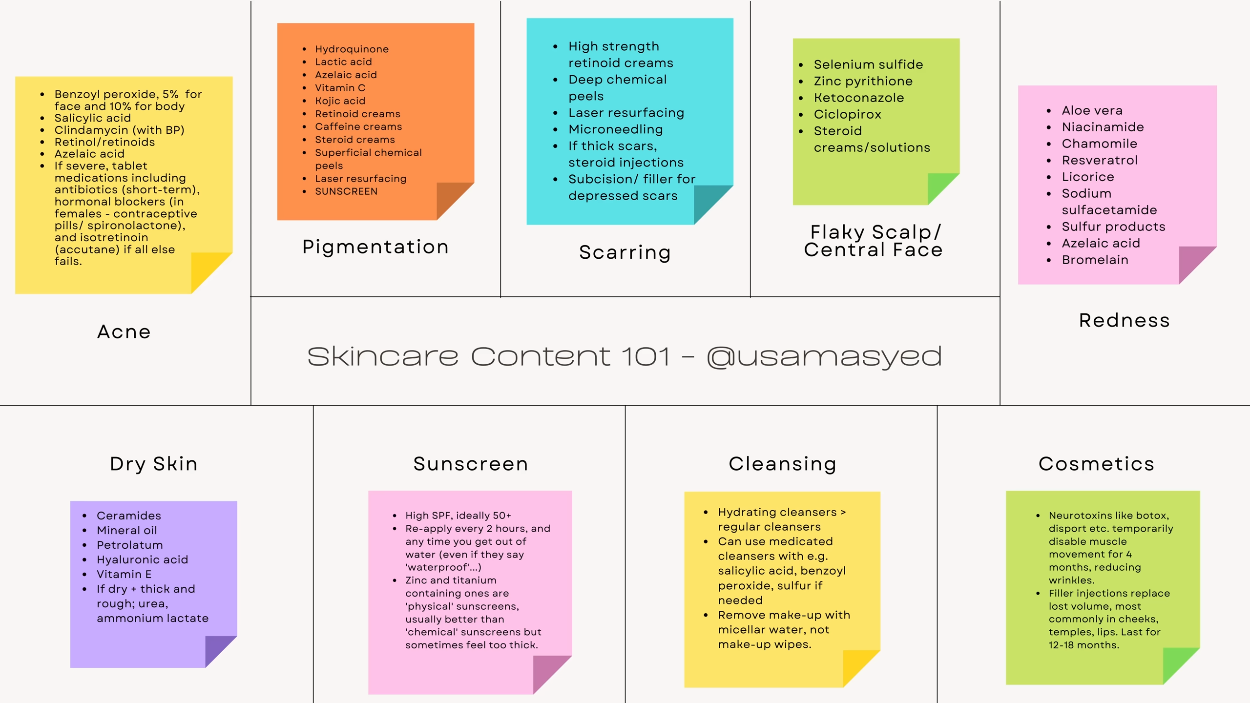 • Benzoyl peroxide, 5% for
face and 10% for body
• Salicylic acid
• Clindamycin (with BP)
• Retinol/retinoids
• Azelaic acid
• If severe, tablet
medications including
antibiotics (short-term),
hormonal blockers (in
females - contraceptive
pills/ spironolactone),
and isotretinoin
(accutane) if all else
fails.
Acne
• Hydroquinone
• Lactic acid
• Azelaic acid
• Vitamin C
• Kojic acid
• Retinoid creams
• Caffeine creams
• Steroid creams
• Superficial chemical
peels
• Laser resurfacing
• SUNSCREEN
Pigmentation
• High strength
retinoid creams
• Deep chemical
peels
• Laser resurfacing
• Microneedling
• If thick scars,
steroid injections
• Subcision/ filler for
depressed scars
Scarring
• Selenium sulfide
• Zinc pyrithione
• Ketoconazole
• Ciclopirox
• Steroid
creams/solutions
Flaky Scalp/
Central Face
• Aloe vera
• Niacinamide
• Chamomile
• Resveratrol
• Licorice
• Sodium
sulfacetamide
• Sulfur products
• Azelaic acid
• Bromelain
Redness
Skincare Content 101 - @usamasyed
Dry Skin
• Ceramides
• Mineral oil
• Petrolatum
• Hyaluronic acid
• Vitamin E
• If dry + thick and
rough; urea,
ammonium lactate
Sunscreen
• High SPF, ideally 50+
• Re-apply every 2 hours, and
any time you get out of
water (even if they say
'waterproof'...)
• Zinc and titanium
containing ones are
'physical' sunscreens,
usually better than
'chemical' sunscreens but
sometimes feel too thick.
Cleansing
• Hydrating cleansers >
regular cleansers
• Can use medicated
cleansers with e.g.
salicylic acid, benzoyl
peroxide, sulfur if
needed
• Remove make-up with
micellar water, not
make-up wipes.
Cosmetics
• Neurotoxins like botox,
disport etc. temporarily
disable muscle
movement for 4
months, reducing
wrinkles.
• Filler injections replace
lost volume, most
commonly in cheeks,
temples, lips. Last for
12-18 months.